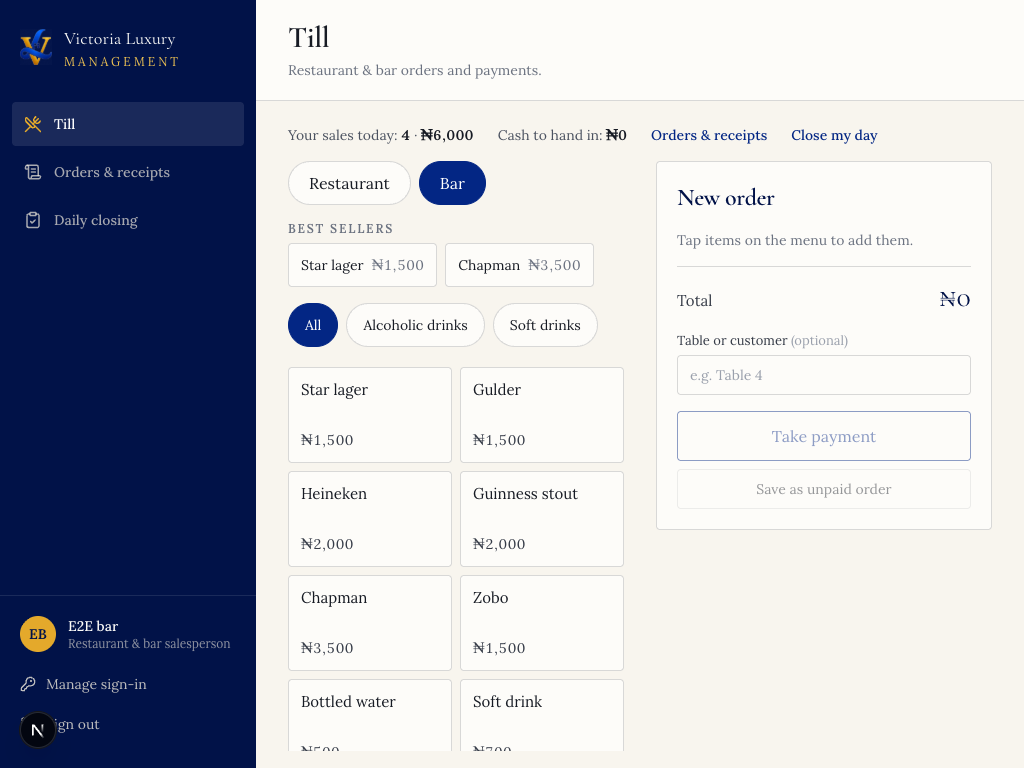 Victoria Luxury
MANAGEMENT
Till
Orders & receipts
Daily closing
EB
E2E bar
Restaurant & bar salesperson
Manage sign-in
N
ign out
Till
Restaurant & bar orders and payments.
Your sales today: 4 · ₦6,000 Cash to hand in: ₦0 Orders & receipts Close my day
Restaurant Bar
BEST SELLERS
Star lager ₦1,500 Chapman ₦3,500
All Alcoholic drinks Soft drinks
Star lager Gulder
₦1,500 ₦1,500
Heineken Guinness stout
₦2,000 ₦2,000
Chapman Zobo
₦3,500 ₦1,500
Bottled water Soft drink
₦500 ₦700
New order
Tap items on the menu to add them.
Total ₦0
Table or customer (optional)
e.g. Table 4
Take payment
Save as unpaid order